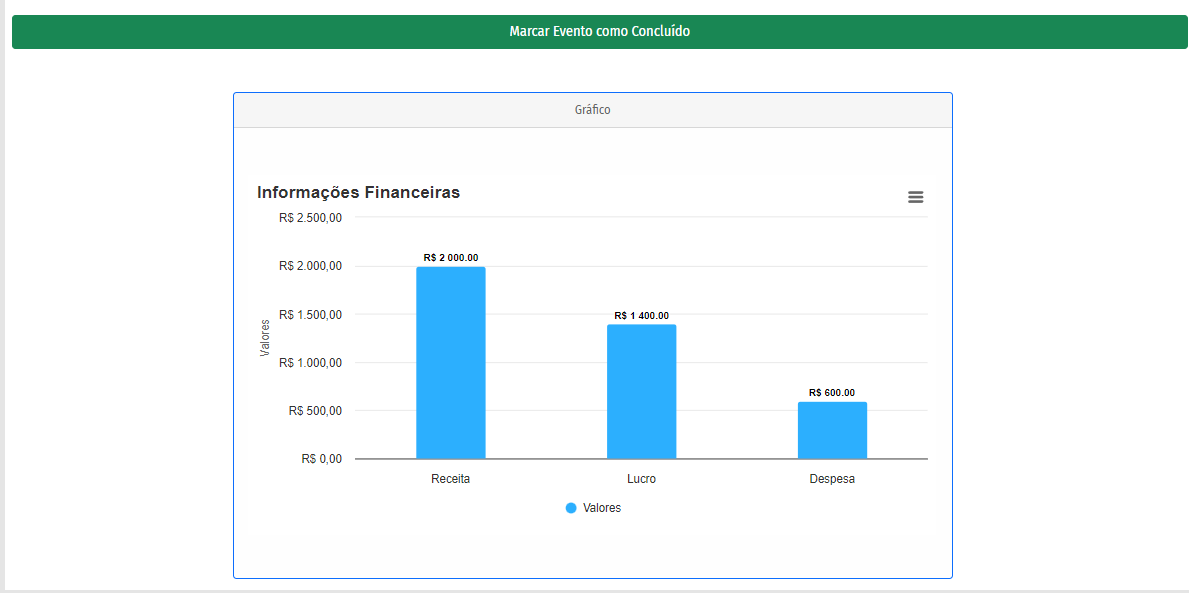 Marcar Evento como Concluído
Gráfico
Informações Financeiras
R$ 2.500,00
R$ 2.000,00
R$ 1.500,00
R$ 1.000,00
R$ 500,00
R$ 0,00
Valores
R$ 2 000.00
R$ 1 400.00
R$ 600.00
Receita
Lucro
Despesa
Valores